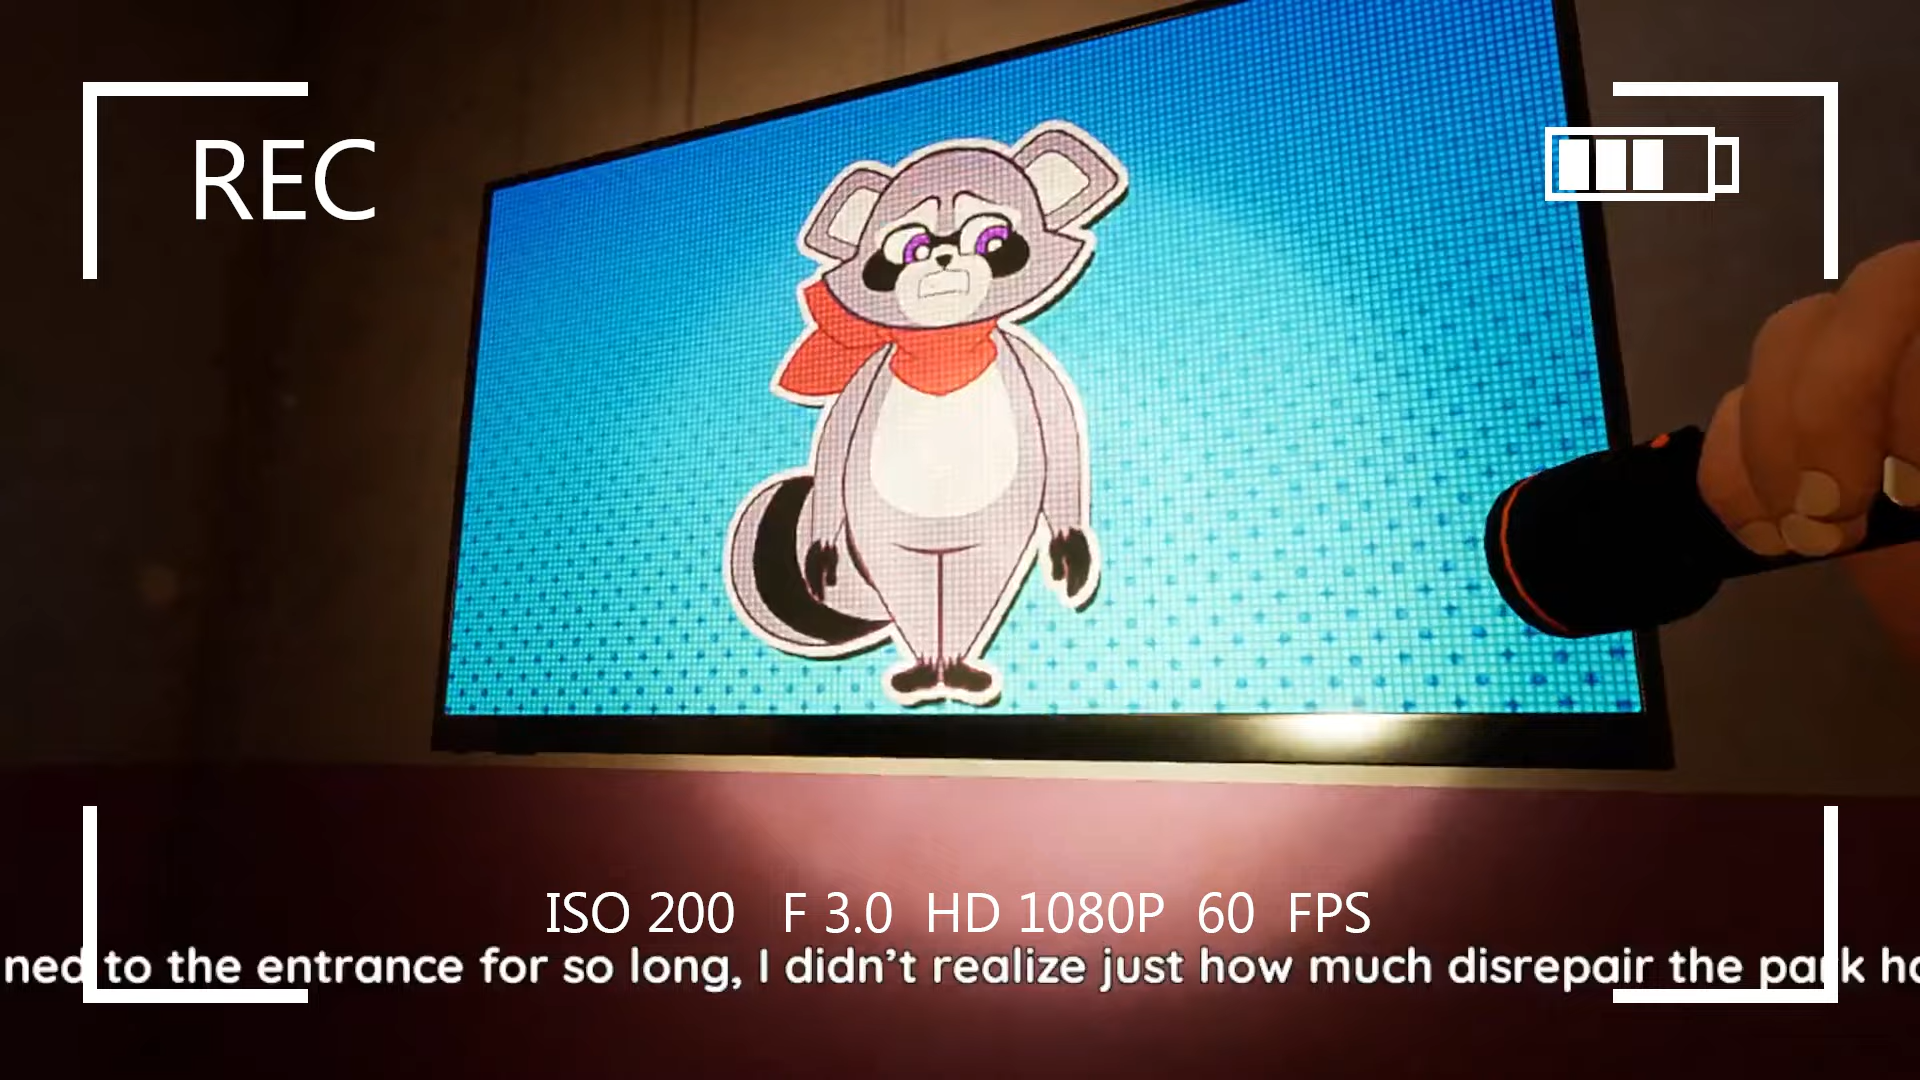 REC
ISO 200 F 3.0 HD 1080P 60 FPS
to the entrance for so long, I didn't realize just how much disrepair the park